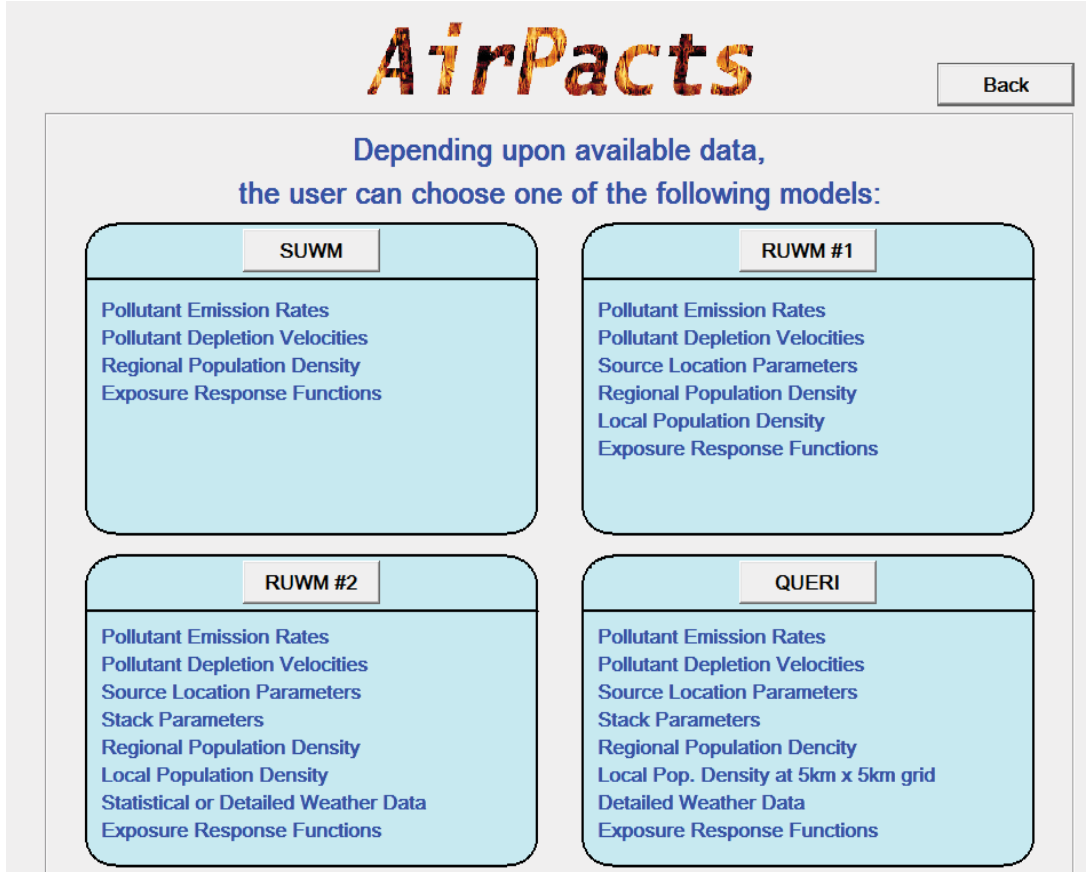 AirPacts
Back
Depending upon available data,
the user can choose one of the following models:
SUWM
Pollutant Emission Rates
Pollutant Depletion Velocities
Regional Population Density
Exposure Response Functions
RUWM #1
Pollutant Emission Rates
Pollutant Depletion Velocities
Source Location Parameters
Regional Population Density
Local Population Density
Exposure Response Functions
RUWM #2
Pollutant Emission Rates
Pollutant Depletion Velocities
Source Location Parameters
Stack Parameters
Regional Population Density
Local Population Density
Statistical or Detailed Weather Data
Exposure Response Functions
QUERI
Pollutant Emission Rates
Pollutant Depletion Velocities
Source Location Parameters
Stack Parameters
Regional Population Dencity
Local Pop. Density at 5km x 5km grid
Detailed Weather Data
Exposure Response Functions